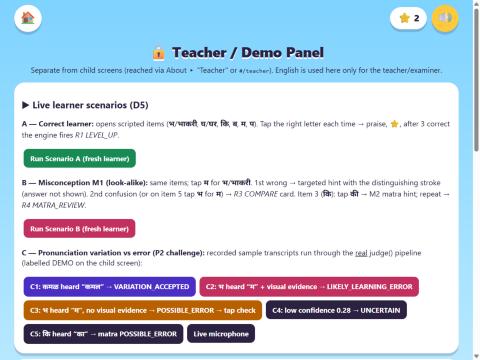 2
Teacher / Demo Panel
Separate from child screens (reached via About • "Teacher" or #/teacher). English is used here only for the teacher/examiner.
▶ Live learner scenarios (D5)
A — Correct learner: opens scripted items (भ/भाकरी, घ/घर, कि, ब, म, प). Tap the right letter each time → praise, ⭐, after 3 correct
the engine fires R1 LEVEL_UP.
Run Scenario A (fresh learner)
B — Misconception M1 (look-alike): same items; tap म for भ/भाकरी. 1st wrong → targeted hint with the distinguishing stroke
(answer not shown). 2nd confusion (or on item 5 tap भ for म) → R3 COMPARE card. Item 3 (कि): tap की → M2 matra hint; repeat →
R4 MATRA_REVIEW.
Run Scenario B (fresh learner)
C — Pronunciation variation vs error (P2 challenge): recorded sample transcripts run through the real judge() pipeline
(labelled DEMO on the child screen):
C1: कमळ heard "कमल" → VARIATION_ACCEPTED
C2: भ heard "म" + visual evidence → LIKELY_LEARNING_ERROR
C3: भ heard "म", no visual evidence → POSSIBLE_ERROR → tap check
C4: low confidence 0.28 → UNCERTAIN
C5: कि heard "का" → matra POSSIBLE_ERROR
Live microphone